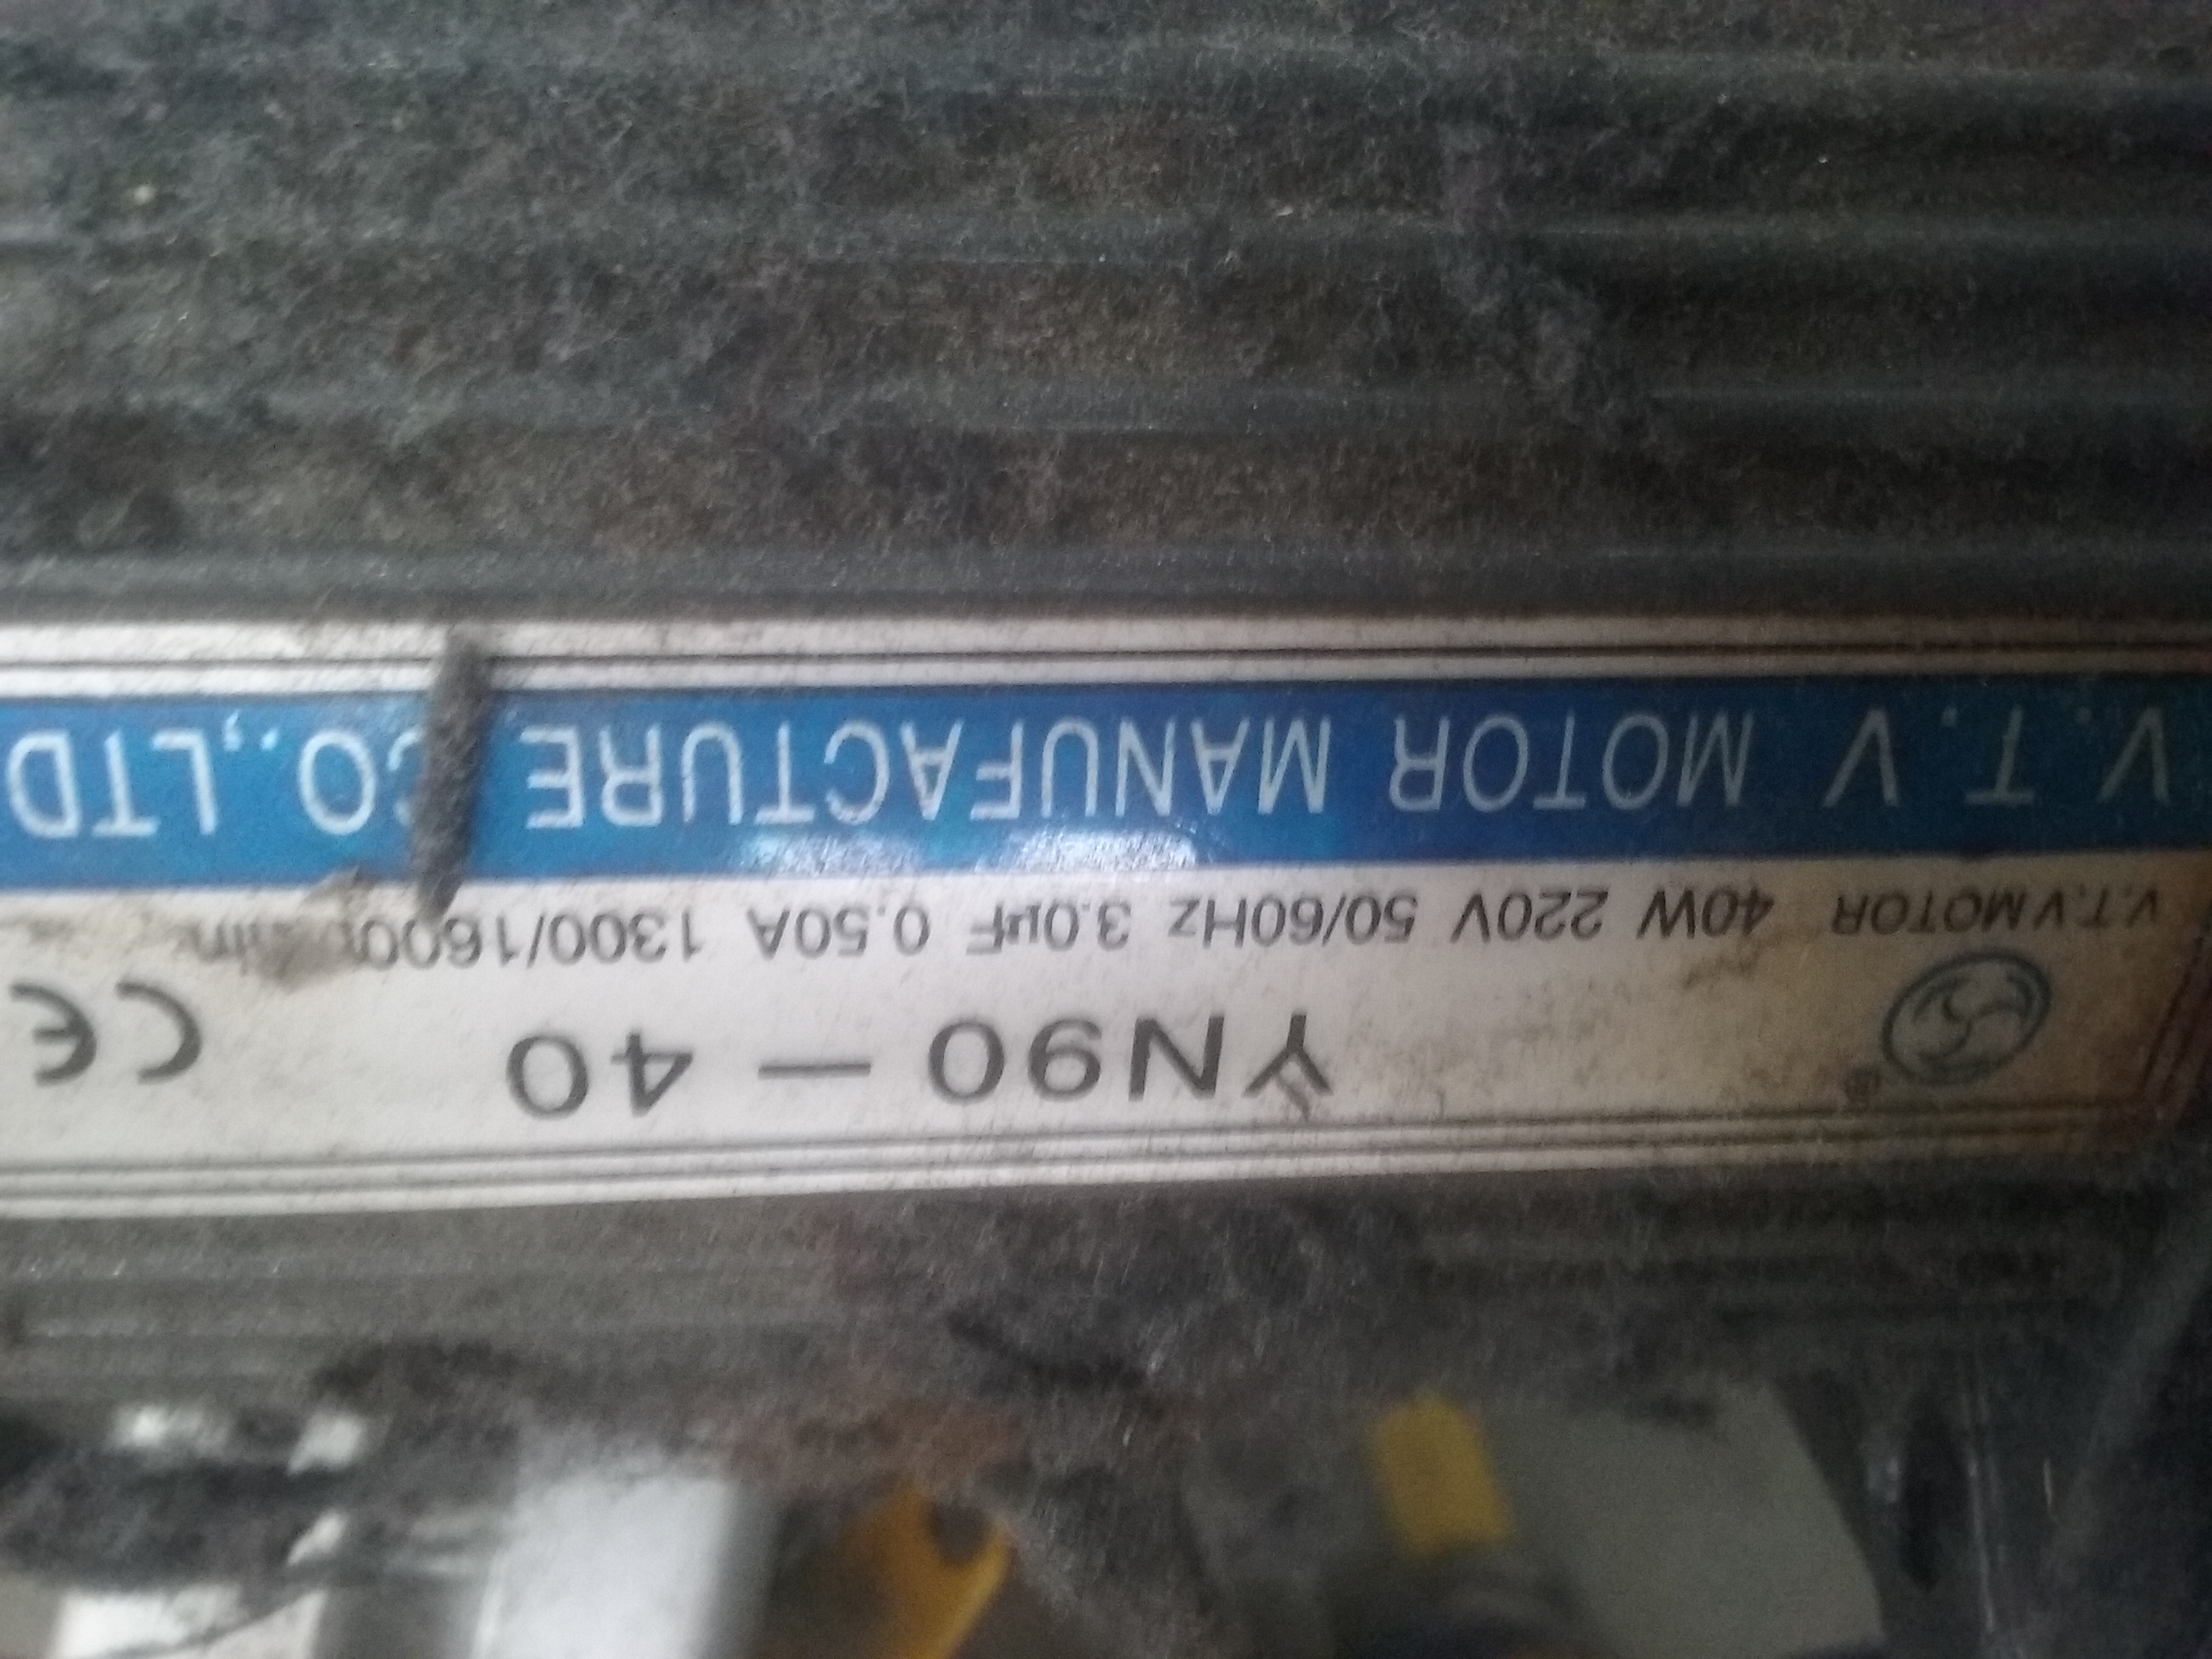 YN90-40
CE
V.T.V MOTOR 40W 220V 50/60Hz 3.0μF 0.50A 1300/1600
V.T.V MOTOR MANUFACTURE CO.,LTD